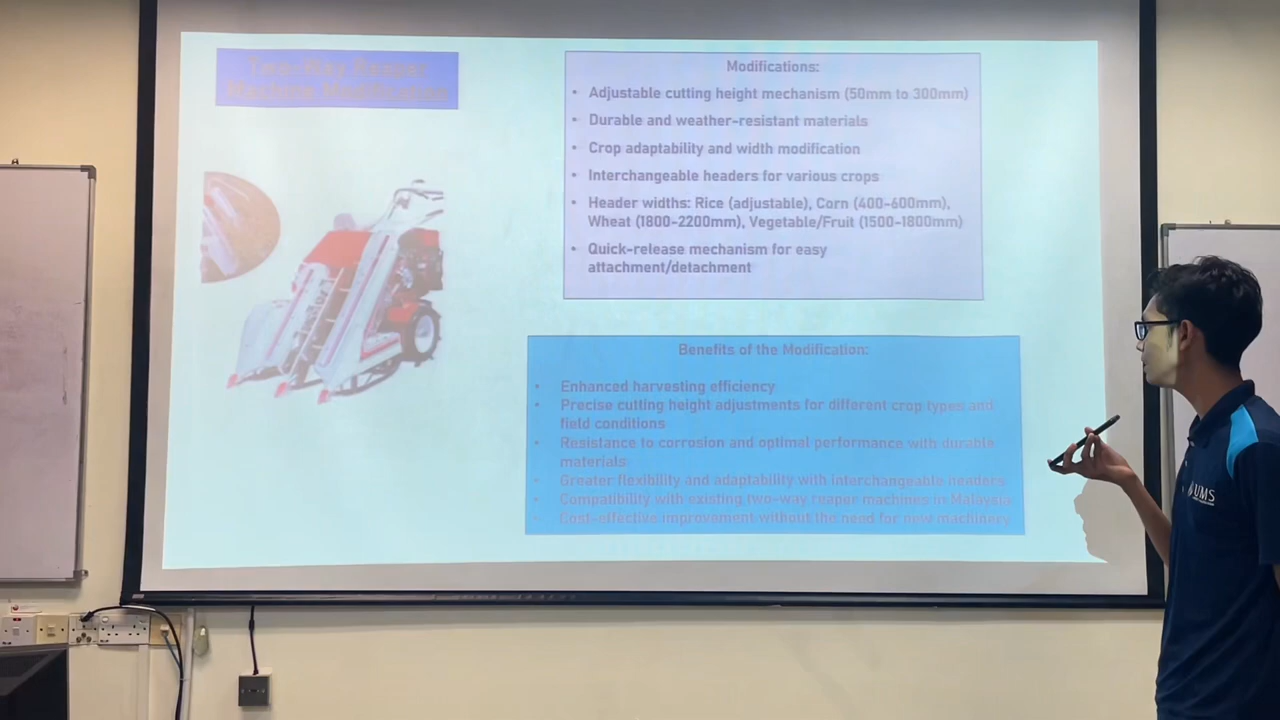 Two-Way Reaper
Machine Modification
Modifications:
• Adjustable cutting height mechanism (50mm to 300mm)
• Durable and weather-resistant materials
• Crop adaptability and width modification
• Interchangeable headers for various crops
• Header widths: Rice (adjustable), Corn (400-600mm),
Wheat (1800-2200mm), Vegetable/Fruit (1500-1800mm)
• Quick-release mechanism for easy
attachment/detachment
Benefits of the Modification:
• Enhanced harvesting efficiency
• Precise cutting height adjustments for different crop types and
field conditions
• Resistance to corrosion and optimal performance with durable
materials
• Greater flexibility and adaptability with interchangeable headers
• Compatibility with existing two-way reaper machines in Malaysia
• Cost-effective improvement without the need for new machinery
UMS